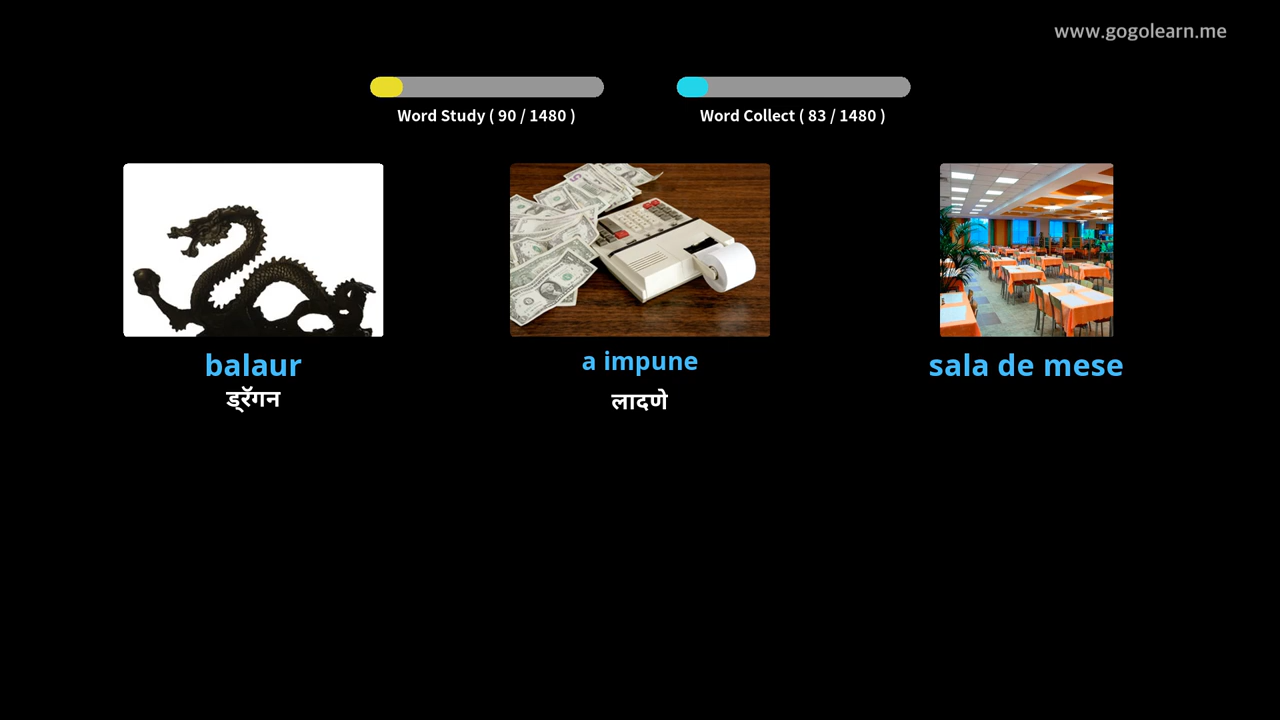 www.gogolearn.me
Word Study ( 90 / 1480 )
Word Collect ( 83 / 1480 )
balaur
ड्रॅगन
a impune
लादणे
sala de mese